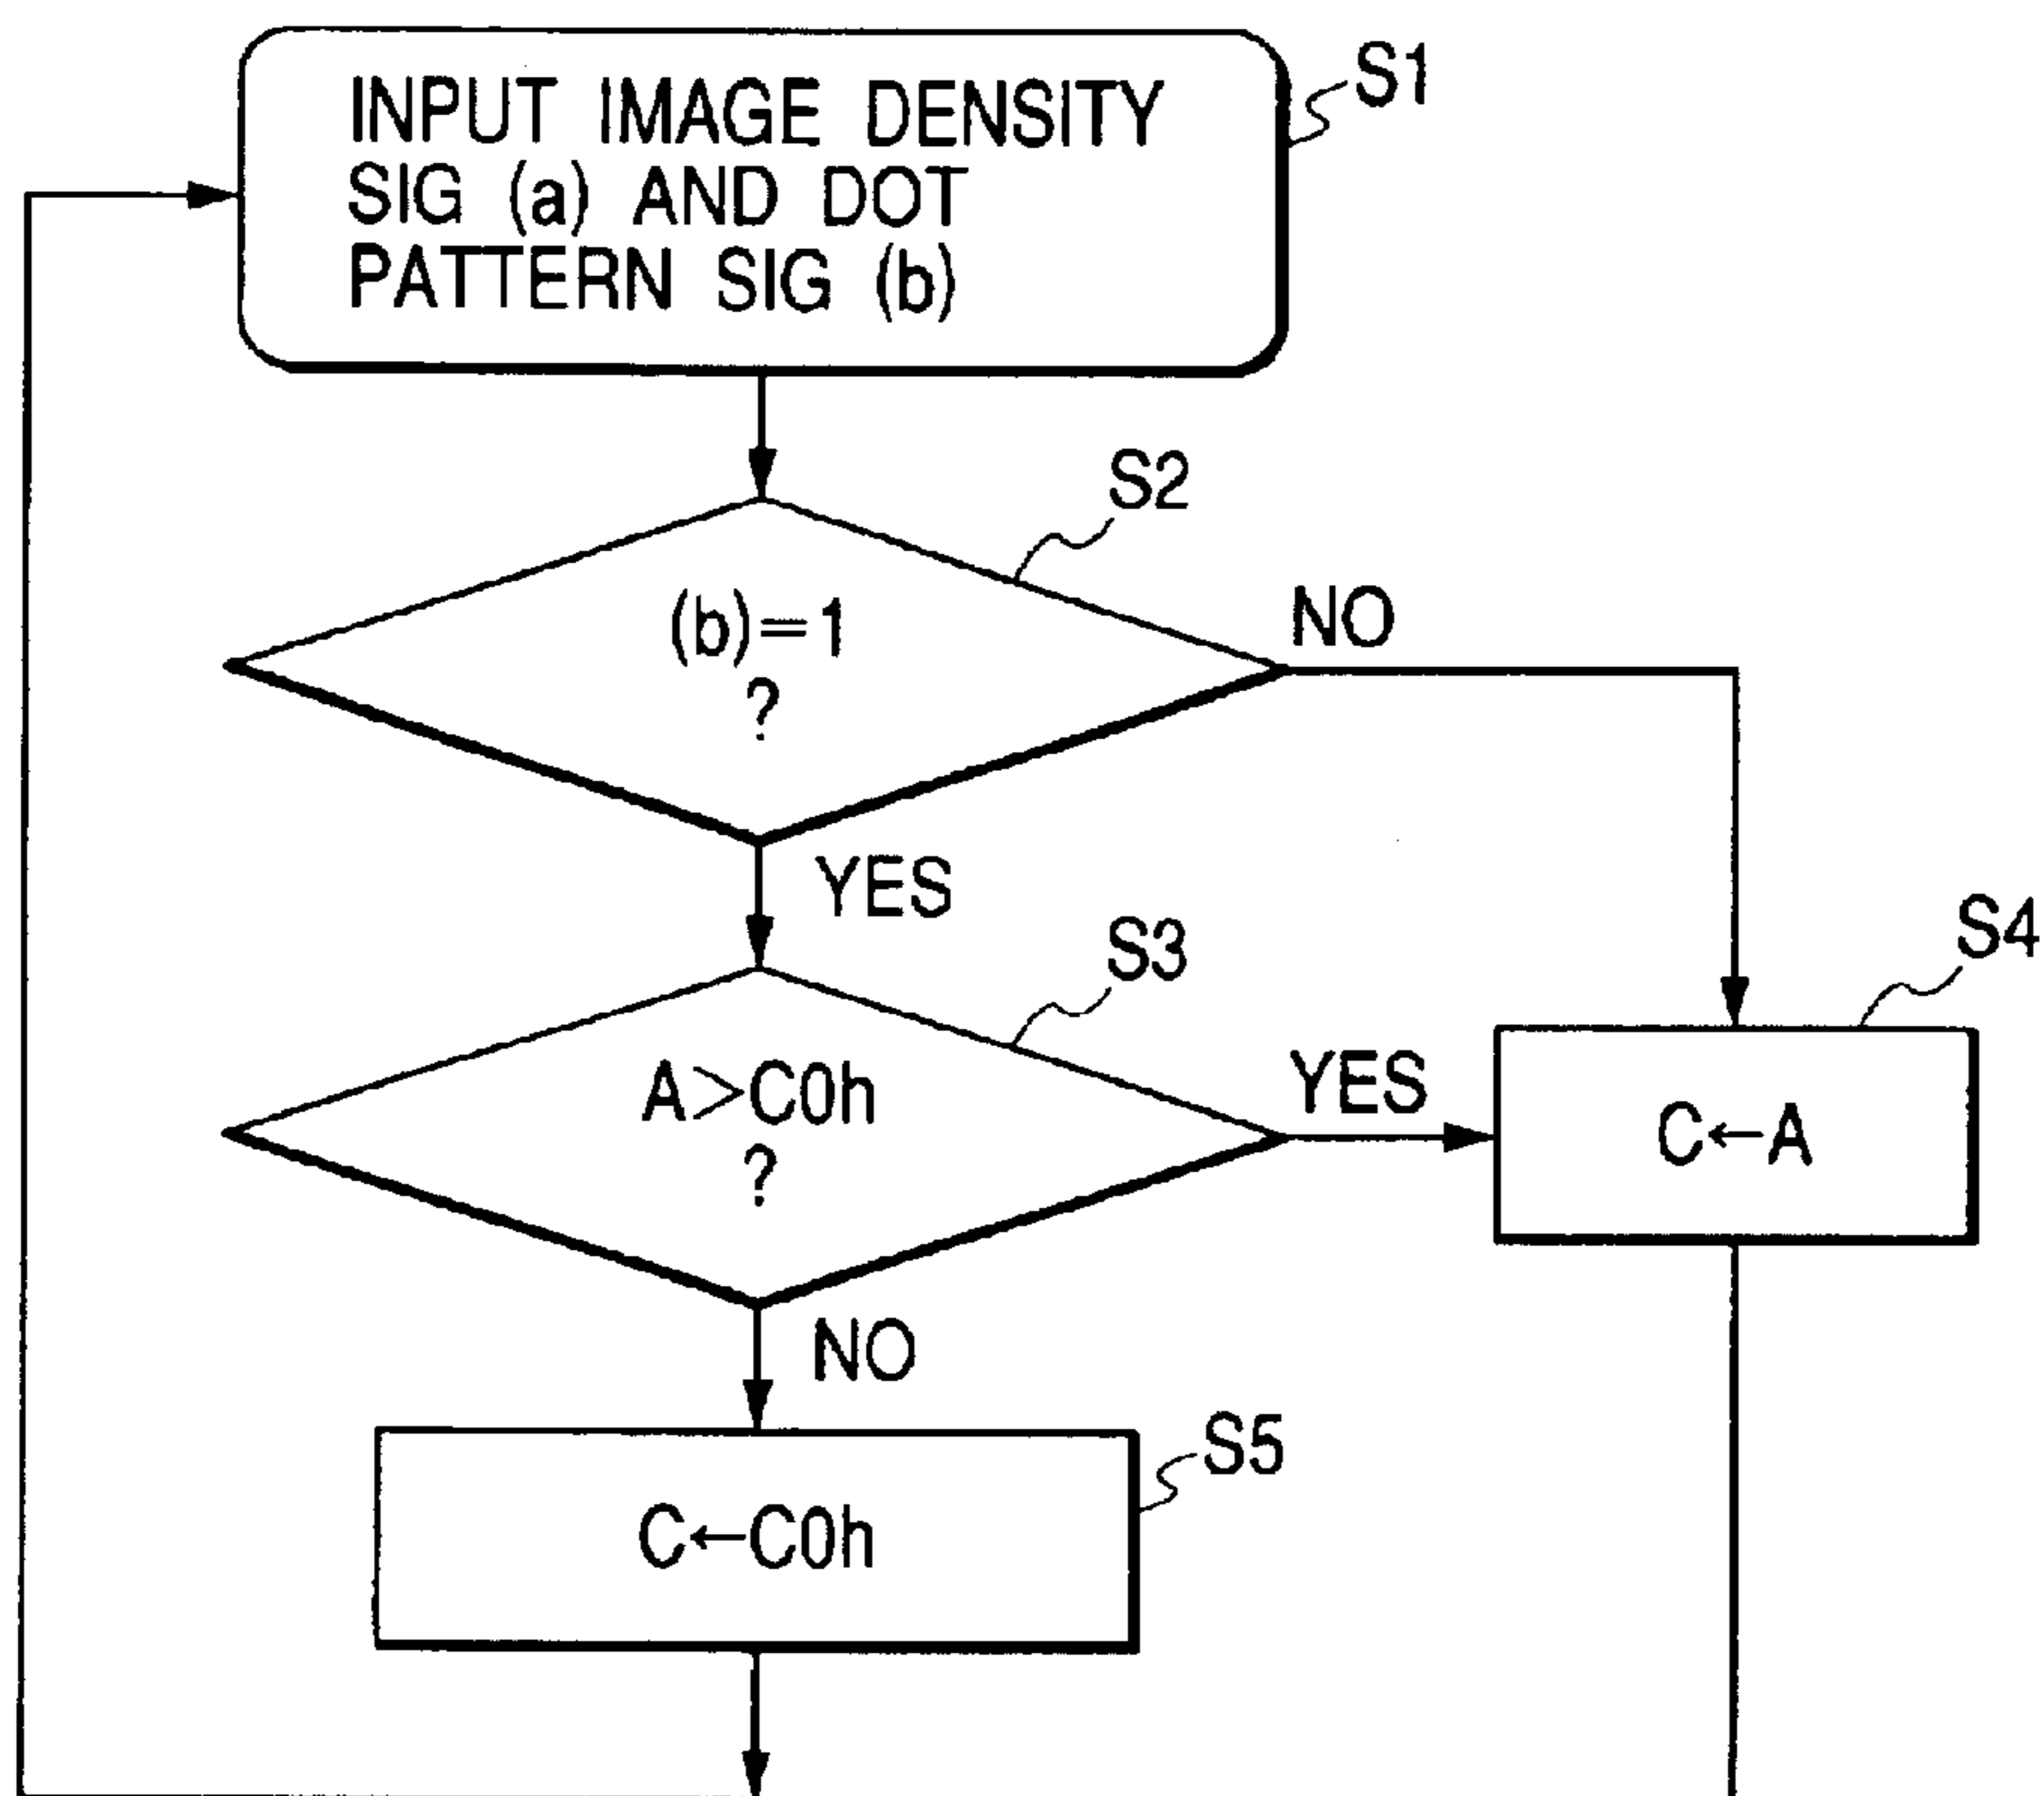 INPUT IMAGE DENSITY
SIG (a) AND DOT
PATTERN SIG (b)
S1
S2
(b)=1
?
NO
YES
S3
S4
A>C0h
?
YES
C←A
NO
S5
C←C0h